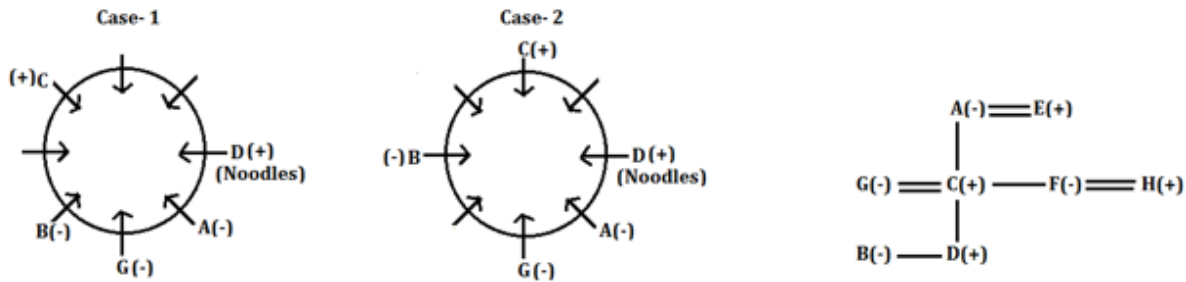 Case- 1
(+)C
D(+)
(Noodles)
A(-)
G(-)
B(-)
Case- 2
C(+)
(-)B
D(+)
(Noodles)
A(-)
G(-)
A(-) E(+)
G(-) C(+) F(-) H(+)
B(-) D(+)